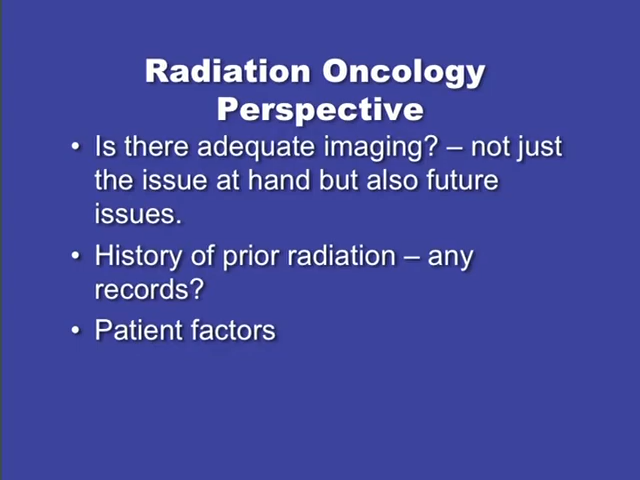 Radiation Oncology
Perspective
• Is there adequate imaging? – not just
the issue at hand but also future
issues.
• History of prior radiation – any
records?
• Patient factors